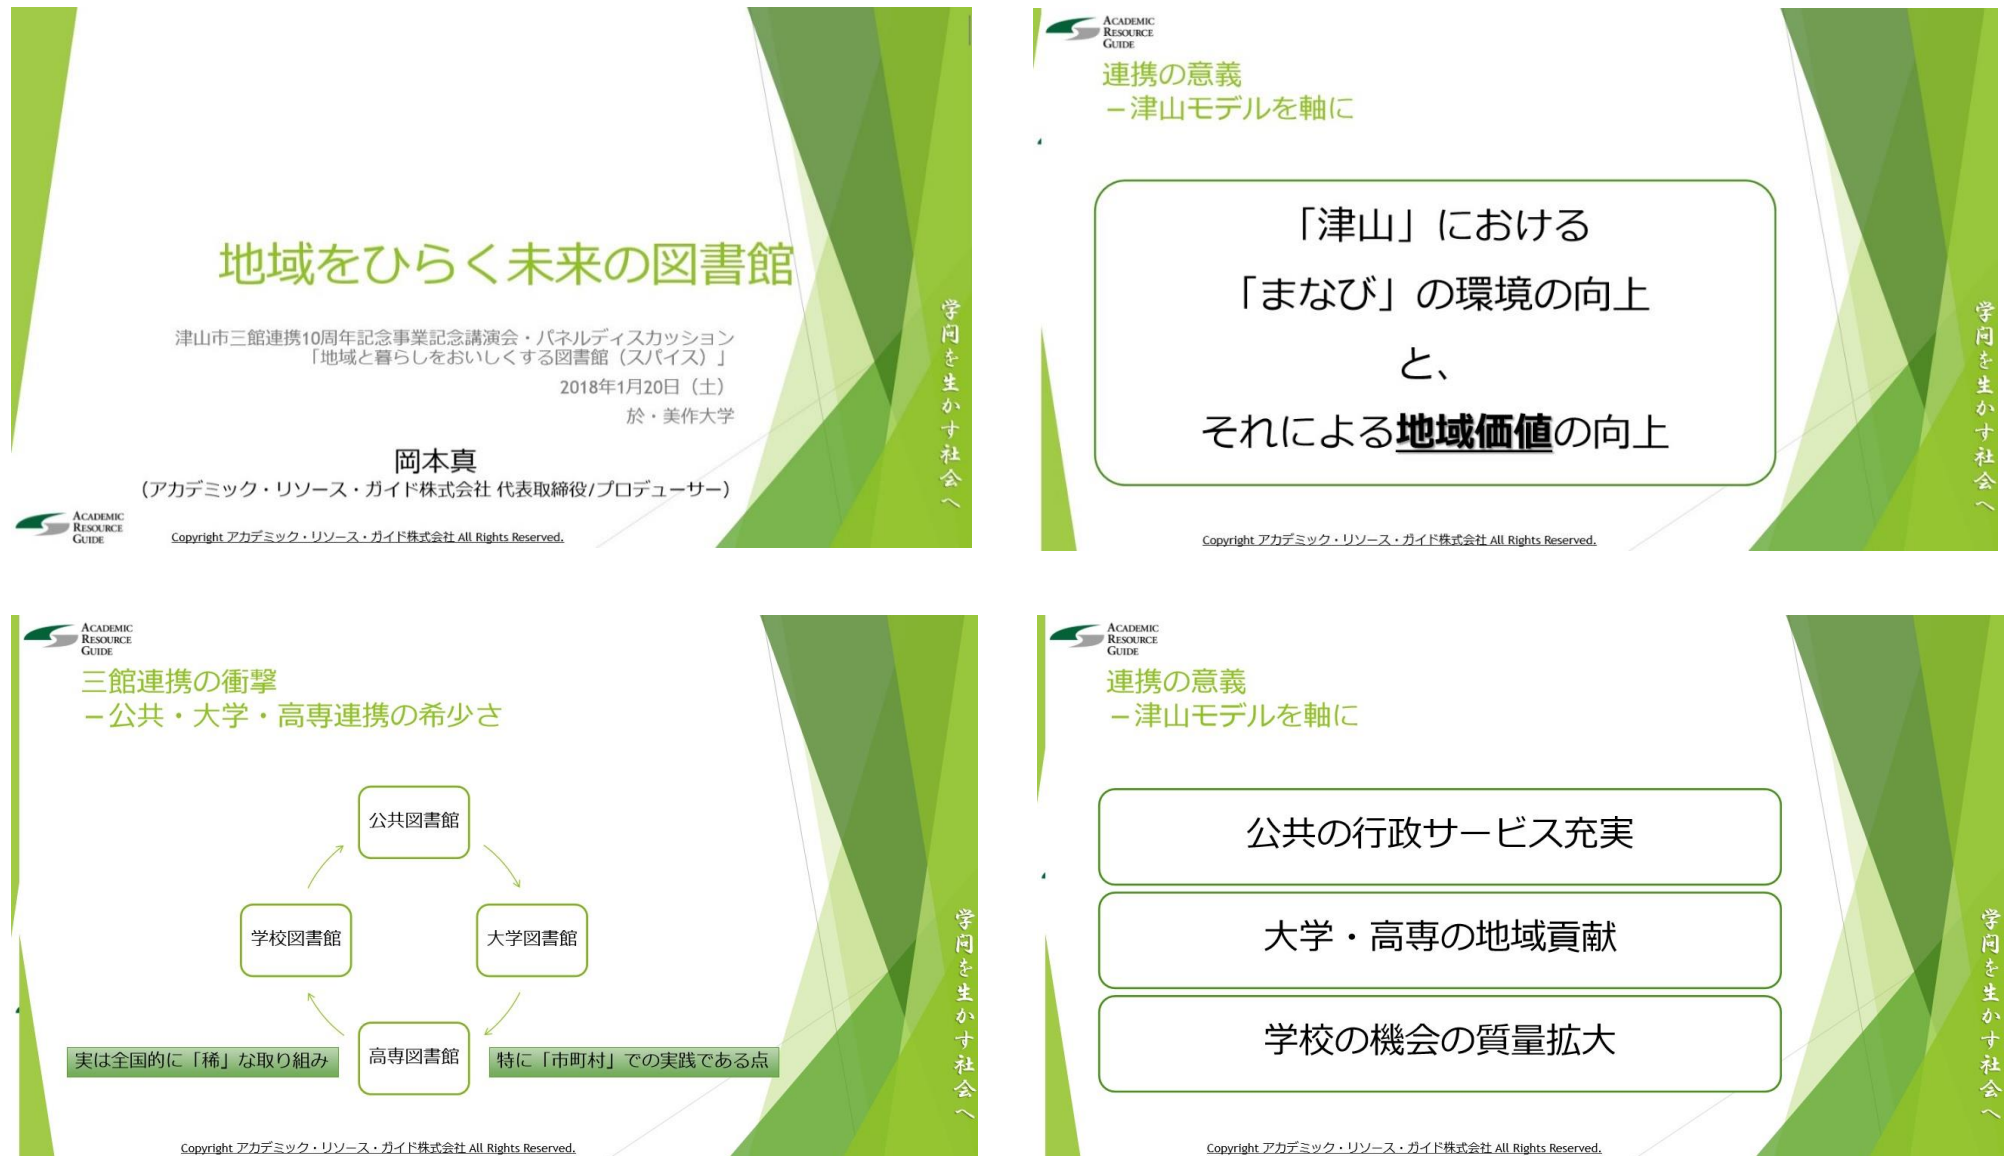 地域をひらく未来の図書館
津山市三館連携10周年記念事業記念講演会・パネルディスカッション
「地域と暮らしをおいしくする図書館（スパイス）」
2018年1月20日（土）
於・美作大学
岡本真
（アカデミック・リソース・ガイド株式会社 代表取締役/プロデューサー）
ACADEMIC
RESOURCE
GUIDE
Copyright アカデミック・リソース・ガイド株式会社 All Rights Reserved.
学問を生かす社会へ
ACADEMIC
RESOURCE
GUIDE
連携の意義
－津山モデルを軸に
「津山」における
「まなび」の環境の向上
と、
それによる地域価値の向上
Copyright アカデミック・リソース・ガイド株式会社 All Rights Reserved.
学問を生かす社会へ
ACADEMIC
RESOURCE
GUIDE
三館連携の衝撃
－公共・大学・高専連携の希少さ
公共図書館
学校図書館
大学図書館
高専図書館
実は全国的に「稀」な取り組み
特に「市町村」での実践である点
Copyright アカデミック・リソース・ガイド株式会社 All Rights Reserved.
学問を生かす社会へ
ACADEMIC
RESOURCE
GUIDE
連携の意義
－津山モデルを軸に
公共の行政サービス充実
大学・高専の地域貢献
学校の機会の質量拡大
Copyright アカデミック・リソース・ガイド株式会社 All Rights Reserved.
学問を生かす社会へ